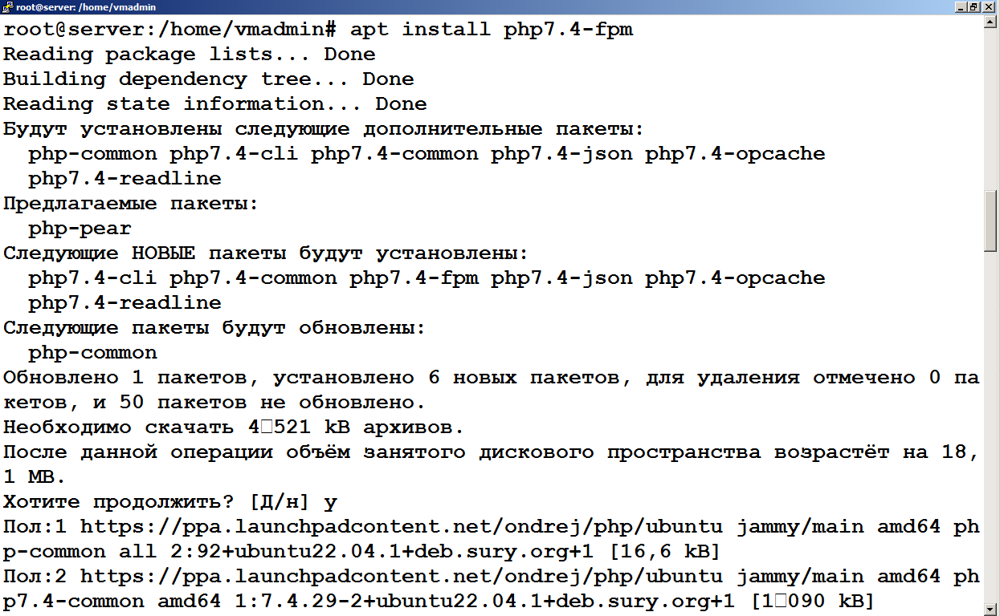 root@server: /home/vmadmin
root@server:/home/vmadmin# apt install php7.4-fpm
Reading package lists... Done
Building dependency tree... Done
Reading state information... Done
Будут установлены следующие дополнительные пакеты:
  php-common php7.4-cli php7.4-common php7.4-json php7.4-opcache
  php7.4-readline
Предлагаемые пакеты:
  php-pear
Следующие НОВЫЕ пакеты будут установлены:
  php7.4-cli php7.4-common php7.4-fpm php7.4-json php7.4-opcache
  php7.4-readline
Следующие пакеты будут обновлены:
  php-common
Обновлено 1 пакетов, установлено 6 новых пакетов, для удаления отмечено 0 па
кетов, и 50 пакетов не обновлено.
Необходимо скачать 4□521 kB архивов.
После данной операции объём занятого дискового пространства возрастёт на 18,
1 MB.
Хотите продолжить? [Д/н] y
Пол:1 https://ppa.launchpadcontent.net/ondrej/php/ubuntu jammy/main amd64 ph
p-common all 2:92+ubuntu22.04.1+deb.sury.org+1 [16,6 kB]
Пол:2 https://ppa.launchpadcontent.net/ondrej/php/ubuntu jammy/main amd64 ph
p7.4-common amd64 1:7.4.29-2+ubuntu22.04.1+deb.sury.org+1 [1□090 kB]